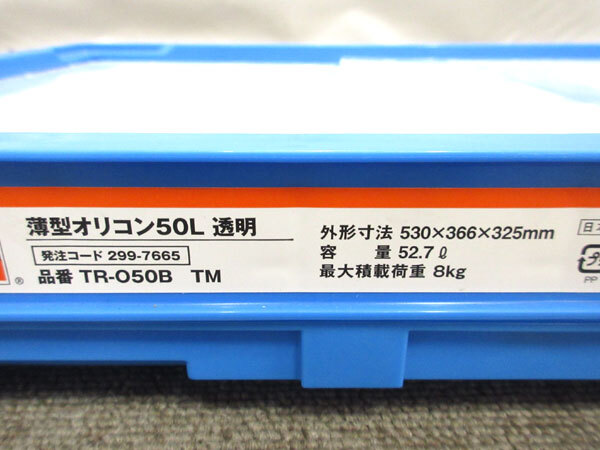 薄型オリコン50L 透明
発注コード 299-7665
品番 TR-O50B TM
®
外形寸法 530×366×325mm
容 量 52.7ℓ
最大積載荷重 8kg
日
プ
PP